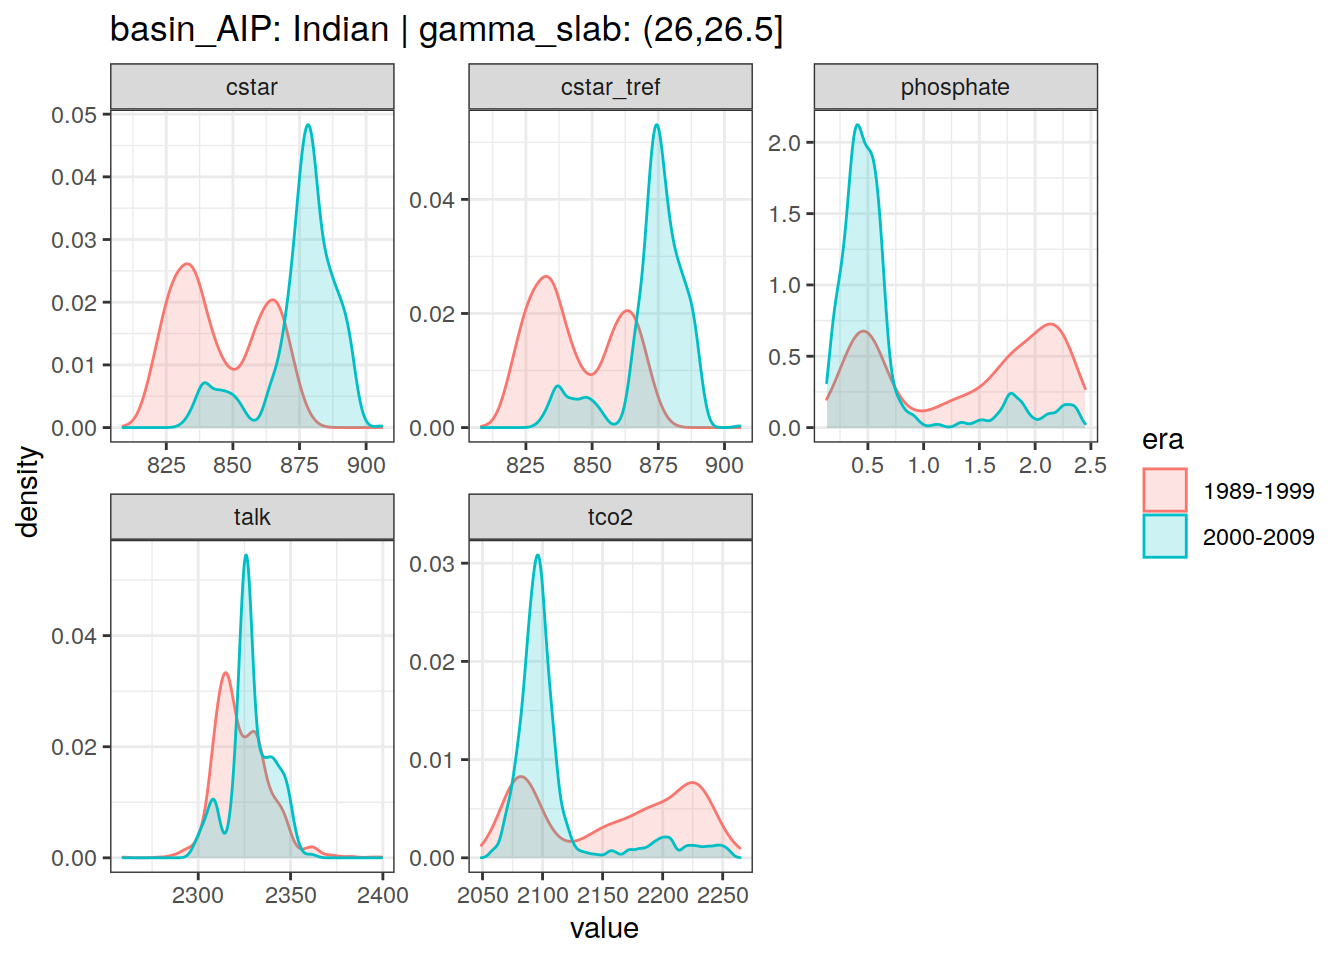 basin_AIP: Indian | gamma_slab: (26,26.5]
cstar
cstar_tref
phosphate
0.05
0.04
0.03
0.02
0.01
0.00
825 850 875 900
0.04
0.02
0.00
825 850 875 900
2.0
1.5
1.0
0.5
0.0
0.5 1.0 1.5 2.0 2.5
talk
tco2
0.04
0.02
0.00
2300 2350 2400
0.03
0.02
0.01
0.00
2050 2100 2150 2200 2250
density
value
era
1989-1999
2000-2009